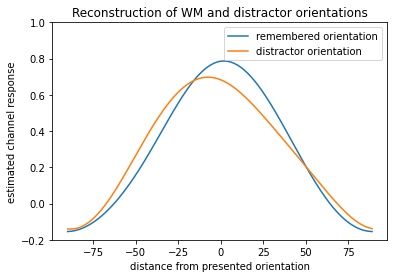 Reconstruction of WM and distractor orientations
remembered orientation
distractor orientation
estimated channel response
1.0
0.8
0.6
0.4
0.2
0.0
−0.2
−75 −50 −25 0 25 50 75
distance from presented orientation